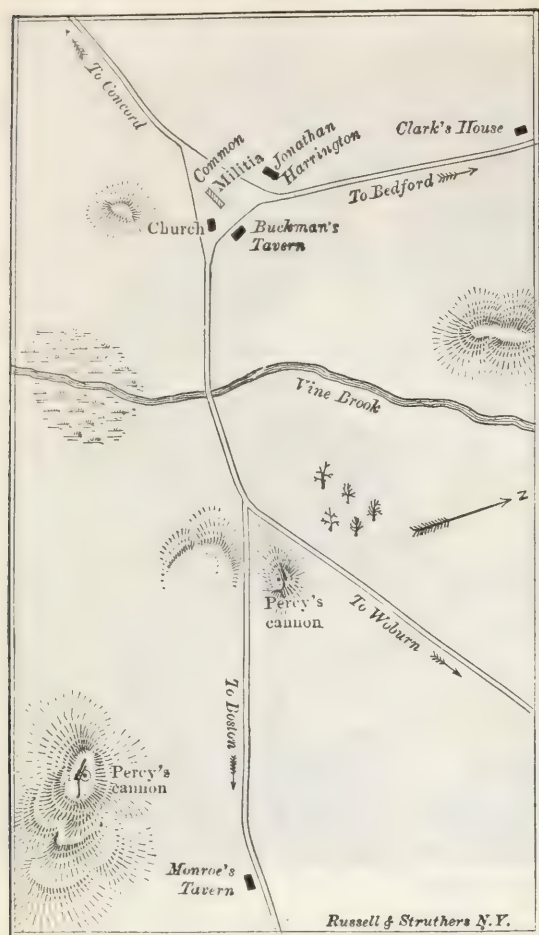 To Concord
Common
Militia
Jonathan
Harrington
Clark's House
To Bedford
Church
Buckman's
Tavern
Vine Brook
N
Percy's
cannon
To Woburn
To Boston
Percy's
cannon
Monroe's
Tavern
Russell & Struthers N.Y.